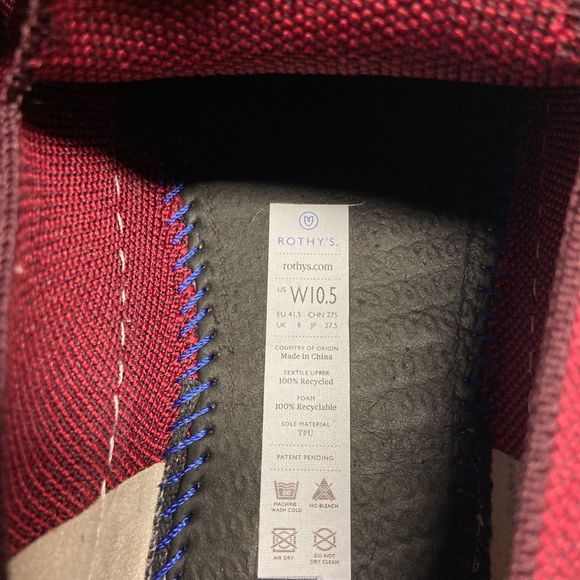 ROTHY'S
rothys.com
US W10.5
EU 41.5 CHN 275
UK 8 JP 27.5
COUNTRY OF ORIGIN
Made in China
TEXTILE UPPER
100% Recycled
FOAM
100% Recyclable
SOLE MATERIAL
TPU
PATENT PENDING
MACHINE WASH COLD
NO BLEACH
AIR DRY
DO NOT DRY CLEAN